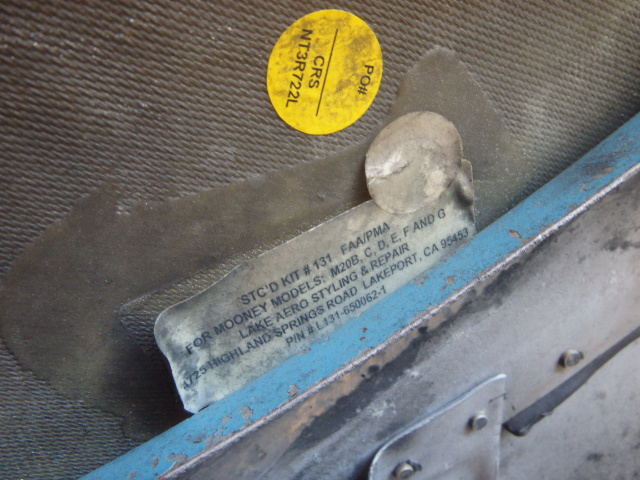 PO#
CRS
NT3R722L
STC'D KIT # 131 FAA/PMA
FOR MOONEY MODELS: M20B, C, D, E, F AND G
LAKE AERO STYLING & REPAIR
HIGHLAND SPRINGS ROAD LAKEPORT, CA 95453
P/N # L131-650062-1